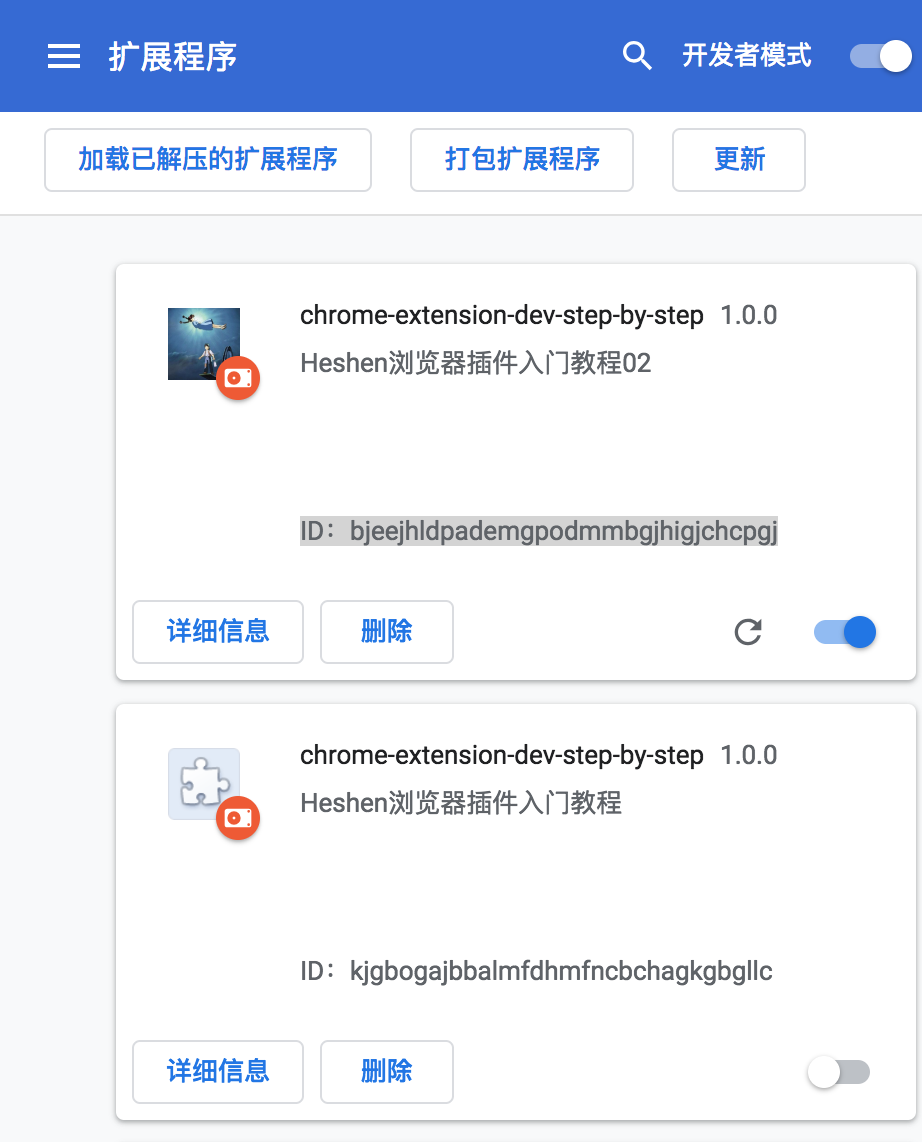 扩展程序
开发者模式
加载已解压的扩展程序
打包扩展程序
更新
chrome-extension-dev-step-by-step 1.0.0
Heshen浏览器插件入门教程02
ID：bjeejhldpademgpodmmbgjhigjchcpgj
详细信息
删除
chrome-extension-dev-step-by-step 1.0.0
Heshen浏览器插件入门教程
ID：kjgbogajbbalmfdhmfncbchagkgbgllc
详细信息
删除